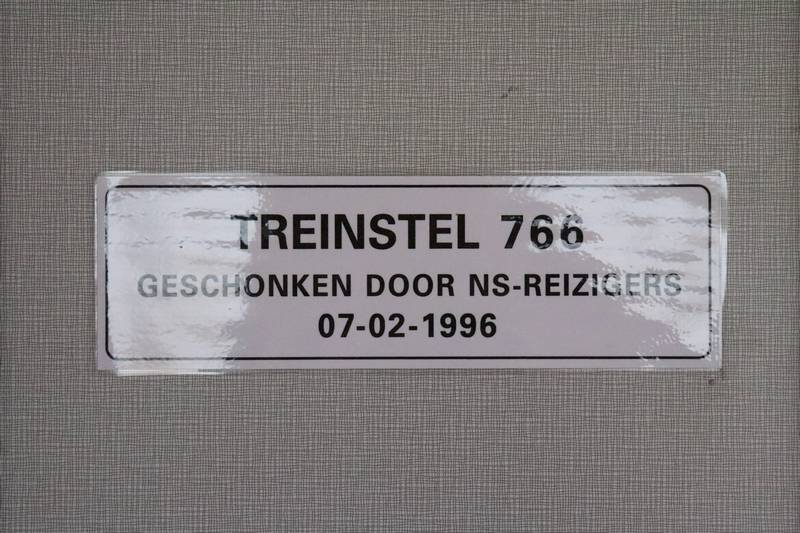 TREINSTEL 766
GESCHONKEN DOOR NS-REIZIGERS
07-02-1996